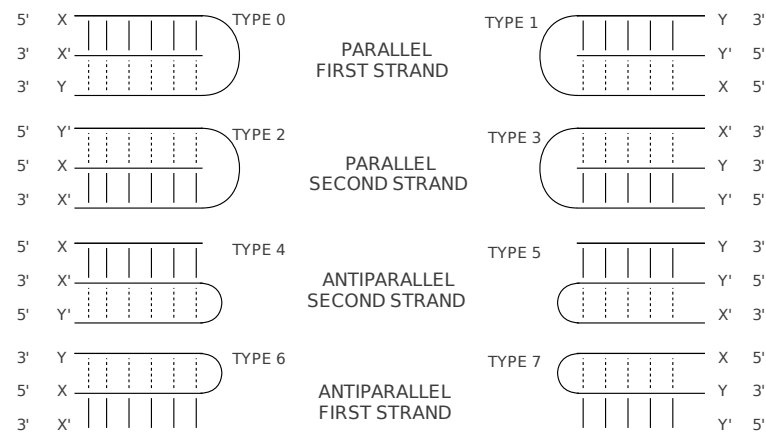 5' X TYPE 0 TYPE 1 Y 3'
3' X' PARALLEL Y' 5'
FIRST STRAND
3' Y X 5'
5' Y' TYPE 2 TYPE 3 X' 3'
5' X PARALLEL Y 3'
SECOND STRAND
3' X' Y' 5'
5' X TYPE 4 TYPE 5 Y 3'
3' X' ANTIPARALLEL Y' 5'
SECOND STRAND
5' Y' X' 3'
3' Y TYPE 6 TYPE 7 X 5'
5' X ANTIPARALLEL Y 3'
FIRST STRAND
3' X' Y' 5'